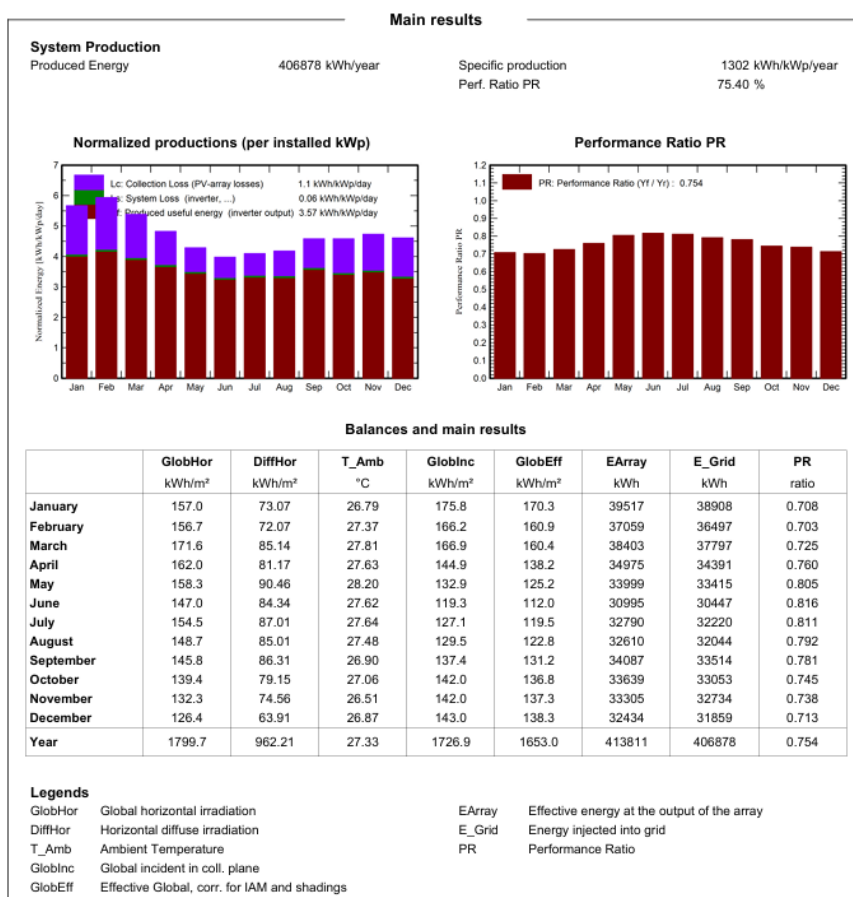 Main results
System Production
Produced Energy 406878 kWh/year Specific production 1302 kWh/kWp/year
Perf. Ratio PR 75.40 %
Normalized productions (per installed kWp)
7
6
5
4
3
2
1
0
Normalized Energy [kWh/kWp/day]
Lc: Collection Loss (PV-array losses) 1.1 kWh/kWp/day
System Loss (inverter, ...) 0.06 kWh/kWp/day
Produced useful energy (inverter output) 3.57 kWh/kWp/day
Jan Feb Mar Apr May Jun Jul Aug Sep Oct Nov Dec
Performance Ratio PR
1.2
1.1
1.0
0.9
0.8
0.7
0.6
0.5
0.4
0.3
0.2
0.1
0.0
Performance Ratio PR
PR: Performance Ratio (Yf / Yr) : 0.754
Jan Feb Mar Apr May Jun Jul Aug Sep Oct Nov Dec
Balances and main results
GlobHor DiffHor T_Amb GlobInc GlobEff EArray E_Grid PR
kWh/m² kWh/m² °C kWh/m² kWh/m² kWh kWh ratio
January 157.0 73.07 26.79 175.8 170.3 39517 38908 0.708
February 156.7 72.07 27.37 166.2 160.9 37059 36497 0.703
March 171.6 85.14 27.81 166.9 160.4 38403 37797 0.725
April 162.0 81.17 27.63 144.9 138.2 34975 34391 0.760
May 158.3 90.46 28.20 132.9 125.2 33999 33415 0.805
June 147.0 84.34 27.62 119.3 112.0 30995 30447 0.816
July 154.5 87.01 27.64 127.1 119.5 32790 32220 0.811
August 148.7 85.01 27.48 129.5 122.8 32610 32044 0.792
September 145.8 86.31 26.90 137.4 131.2 34087 33514 0.781
October 139.4 79.15 27.06 142.0 136.8 33639 33053 0.745
November 132.3 74.56 26.51 142.0 137.3 33305 32734 0.738
December 126.4 63.91 26.87 143.0 138.3 32434 31859 0.713
Year 1799.7 962.21 27.33 1726.9 1653.0 413811 406878 0.754
Legends
GlobHor Global horizontal irradiation EArray Effective energy at the output of the array
DiffHor Horizontal diffuse irradiation E_Grid Energy injected into grid
T_Amb Ambient Temperature PR Performance Ratio
GlobInc Global incident in coll. plane
GlobEff Effective Global, corr. for IAM and shadings